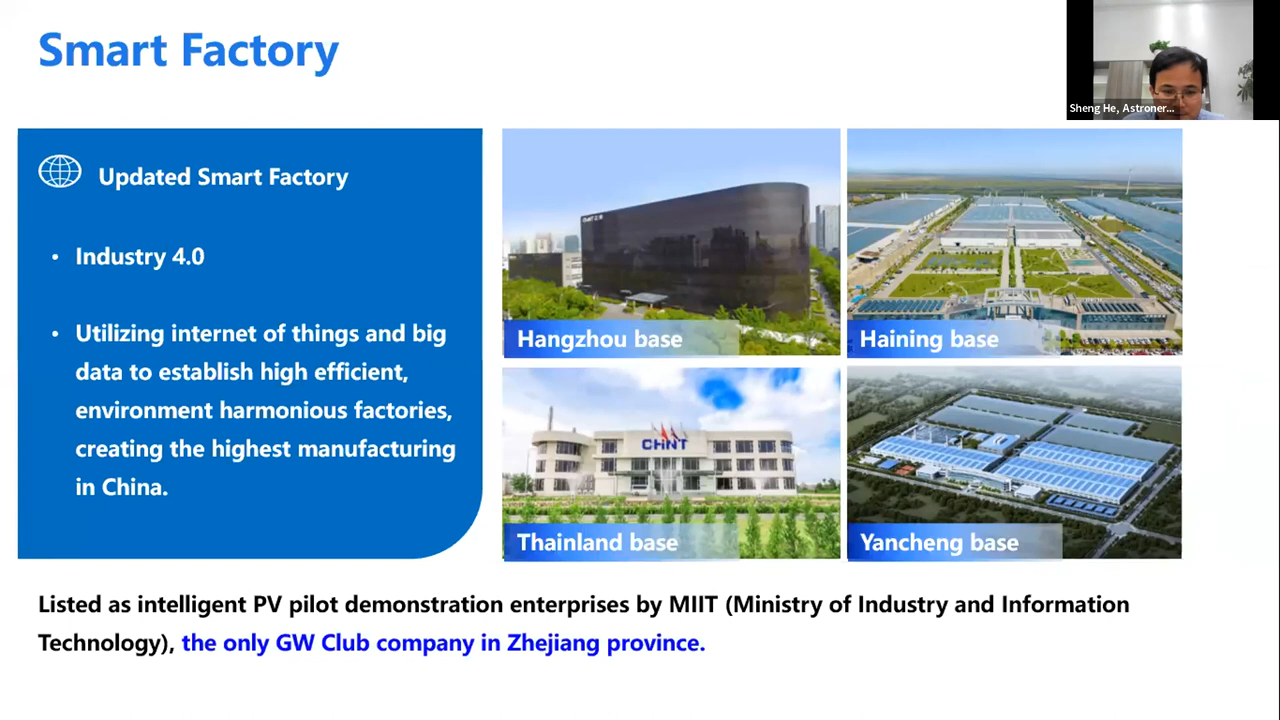 Smart Factory
Sheng He, Astroner...
Updated Smart Factory
• Industry 4.0
• Utilizing internet of things and big
data to establish high efficient,
environment harmonious factories,
creating the highest manufacturing
in China.
Hangzhou base
Haining base
CHNT
Thainland base
Yancheng base
Listed as intelligent PV pilot demonstration enterprises by MIIT (Ministry of Industry and Information
Technology), the only GW Club company in Zhejiang province.